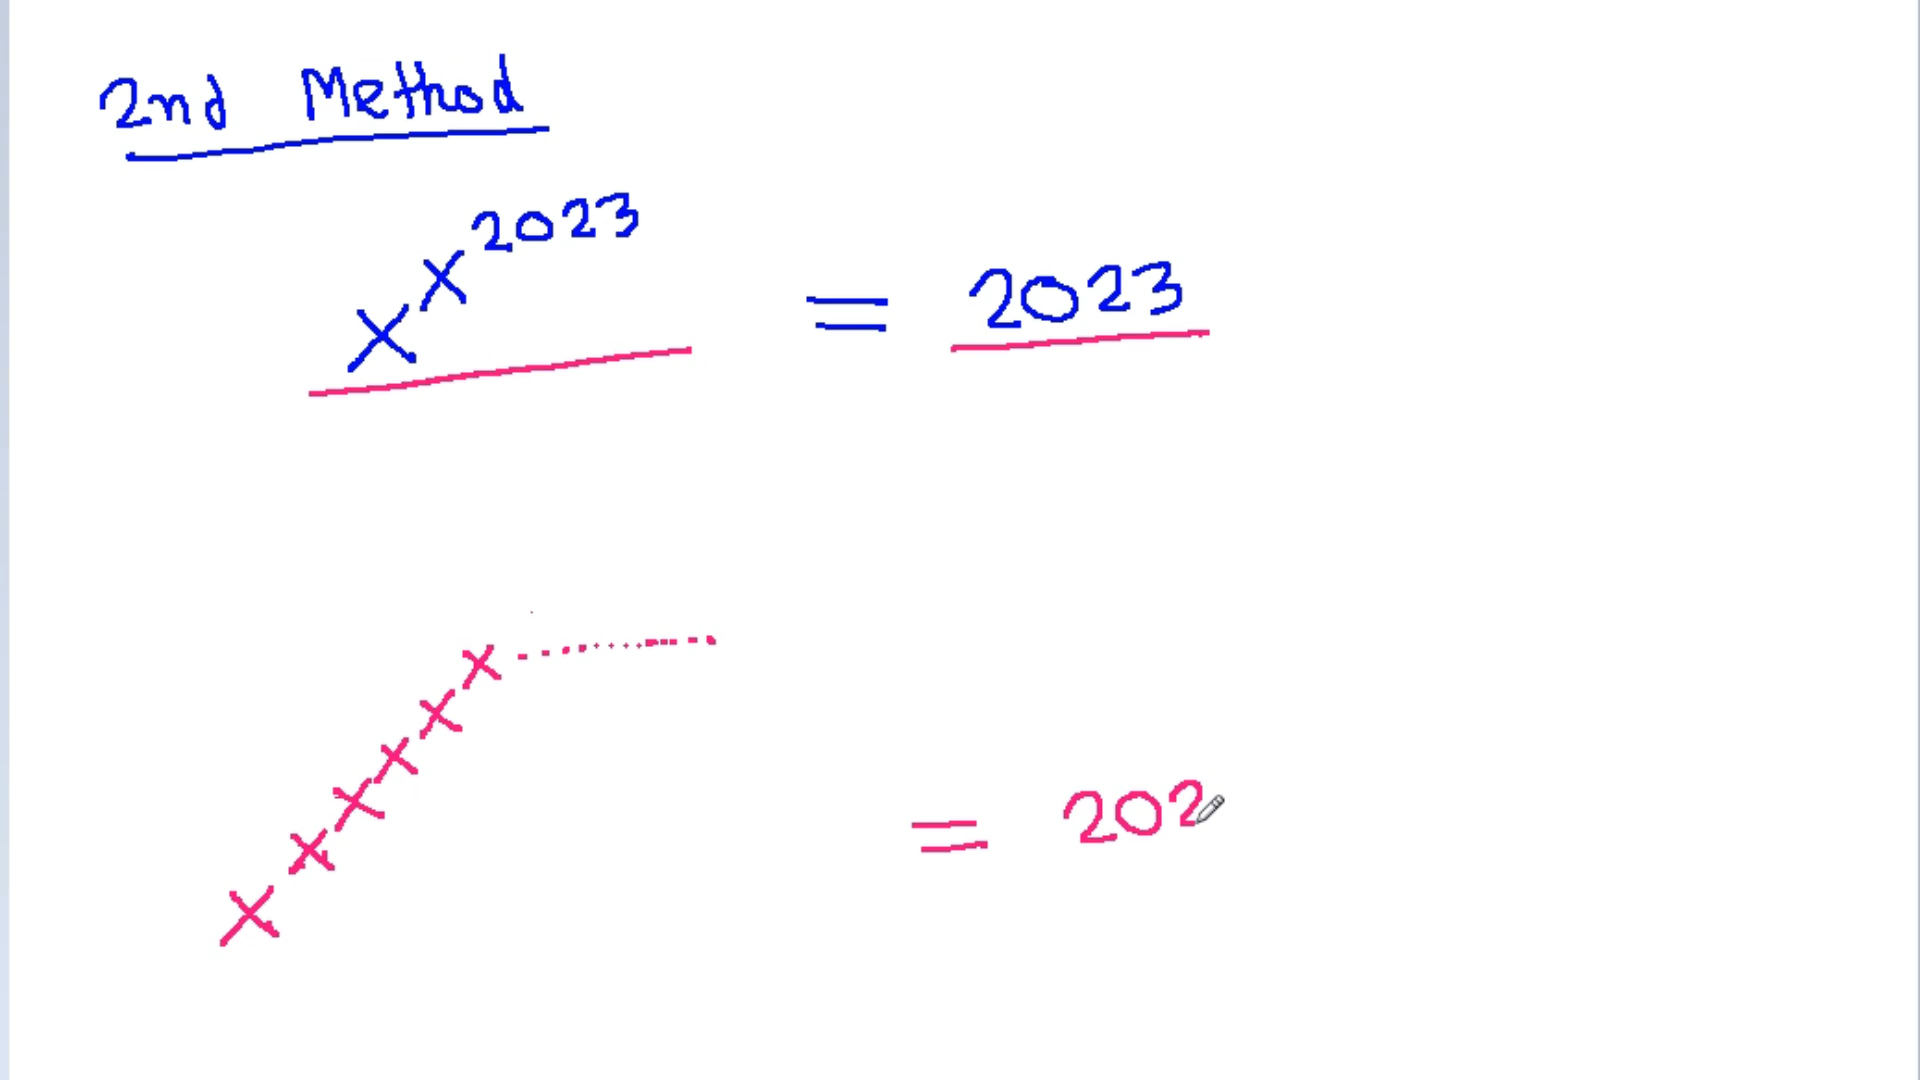 2nd Method
x^x^2023 = 2023
x^x^x^x^x^x.................. = 202